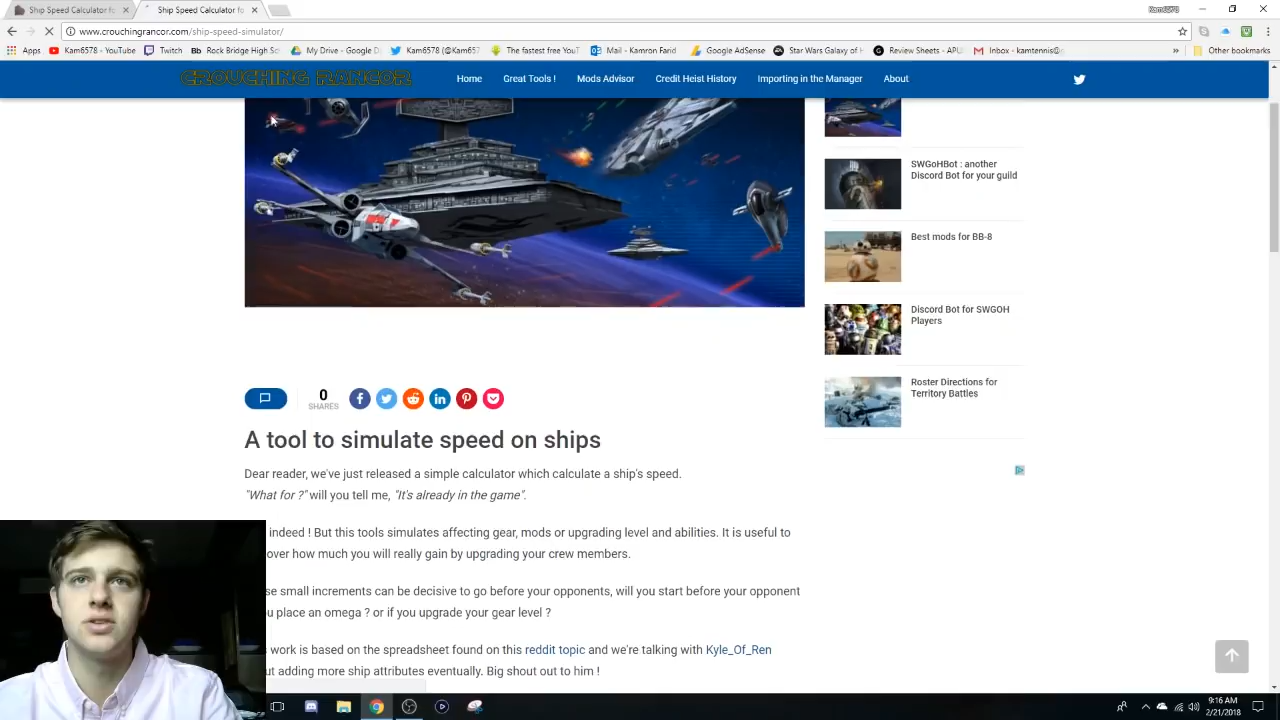 Ship Speed Calculator fo
Ship Speed Calculator fo
Kam6578
www.crouchingrancor.com/ship-speed-simulator/
Apps
Kam6578 - YouTube
Twitch
Rock Bridge High Sc
My Drive - Google D
Kam6578 (@Kam657
The fastest free YouT
Mail - Kamron Farid
Google AdSense
Star Wars Galaxy of H
Review Sheets - APU
Inbox - kamtennis@
Other bookmarks
CROUCHING RANCOR
Home
Great Tools !
Mods Advisor
Credit Heist History
Importing in the Manager
About
SWGoHBot : another
Discord Bot for your guild
Best mods for BB-8
Discord Bot for SWGOH
Players
Roster Directions for
Territory Battles
0
SHARES
A tool to simulate speed on ships
Dear reader, we've just released a simple calculator which calculate a ship's speed.
"What for ?" will you tell me, "It's already in the game".
indeed ! But this tools simulates affecting gear, mods or upgrading level and abilities. It is useful to
over how much you will really gain by upgrading your crew members.
se small increments can be decisive to go before your opponents, will you start before your opponent
u place an omega ? or if you upgrade your gear level ?
work is based on the spreadsheet found on this reddit topic and we're talking with Kyle_Of_Ren
ut adding more ship attributes eventually. Big shout out to him !
9:16 AM
2/21/2018